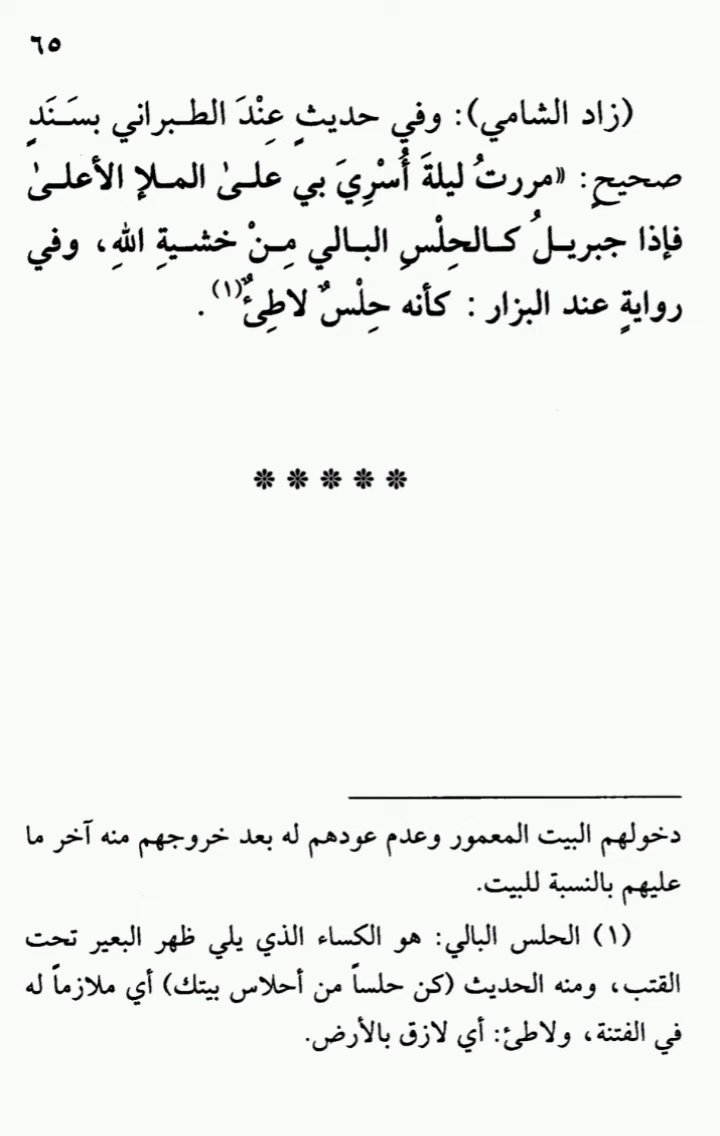 ٦٥
(زاد الشامي): وفي حديثٍ عِنْدَ الطبراني بسَنَدٍ
صحيحٍ: «مررتُ ليلةَ أُسْرِيَ بي علىٰ الملإ الأعلىٰ
فإذا جبريلُ كالحِلْسِ البالي مِنْ خشيةِ اللهِ، وفي
روايةٍ عند البزار : كأنه حِلْسٌ لاطِئٌ(١) .
*****
دخولهم البيت المعمور وعدم عودهم له بعد خروجهم منه آخر ما
عليهم بالنسبة للبيت.
(١) الحلس البالي: هو الكساء الذي يلي ظهر البعير تحت
القتب، ومنه الحديث (كن حلساً من أحلاس بيتك) أي ملازماً له
في الفتنة، ولاطئ: أي لازق بالأرض.